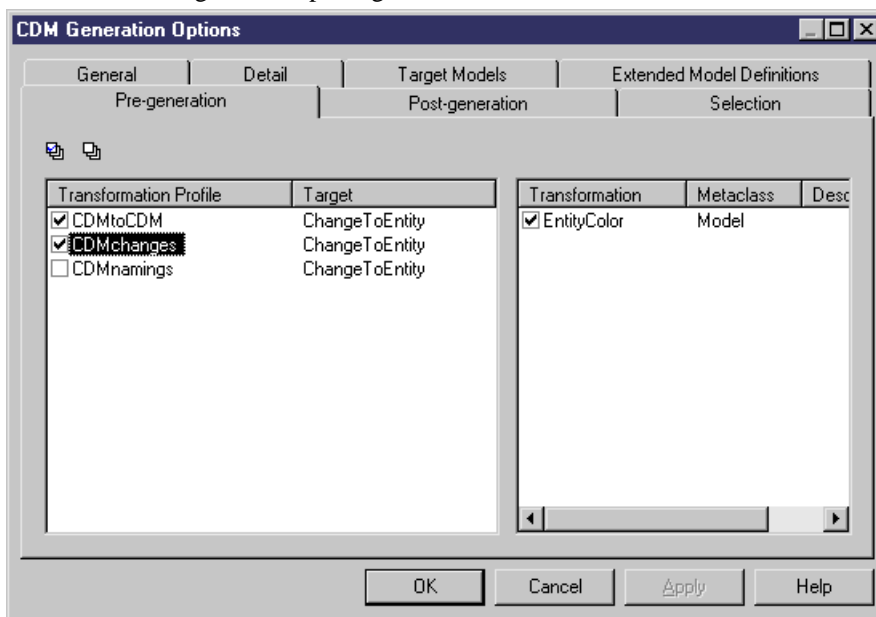 CDM Generation Options
General Detail Target Models Extended Model Definitions
Pre-generation Post-generation Selection
Transformation Profile Target Transformation Metaclass Desc
CDMtoCDM ChangeToEntity EntityColor Model
CDMchanges ChangeToEntity
CDMnamings ChangeToEntity
OK Cancel Apply Help